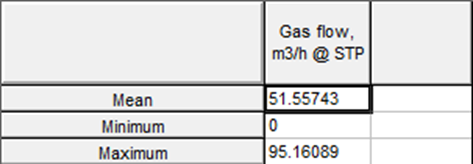 Gas flow,
m3/h @ STP
Mean 51.55743
Minimum 0
Maximum 95.16089